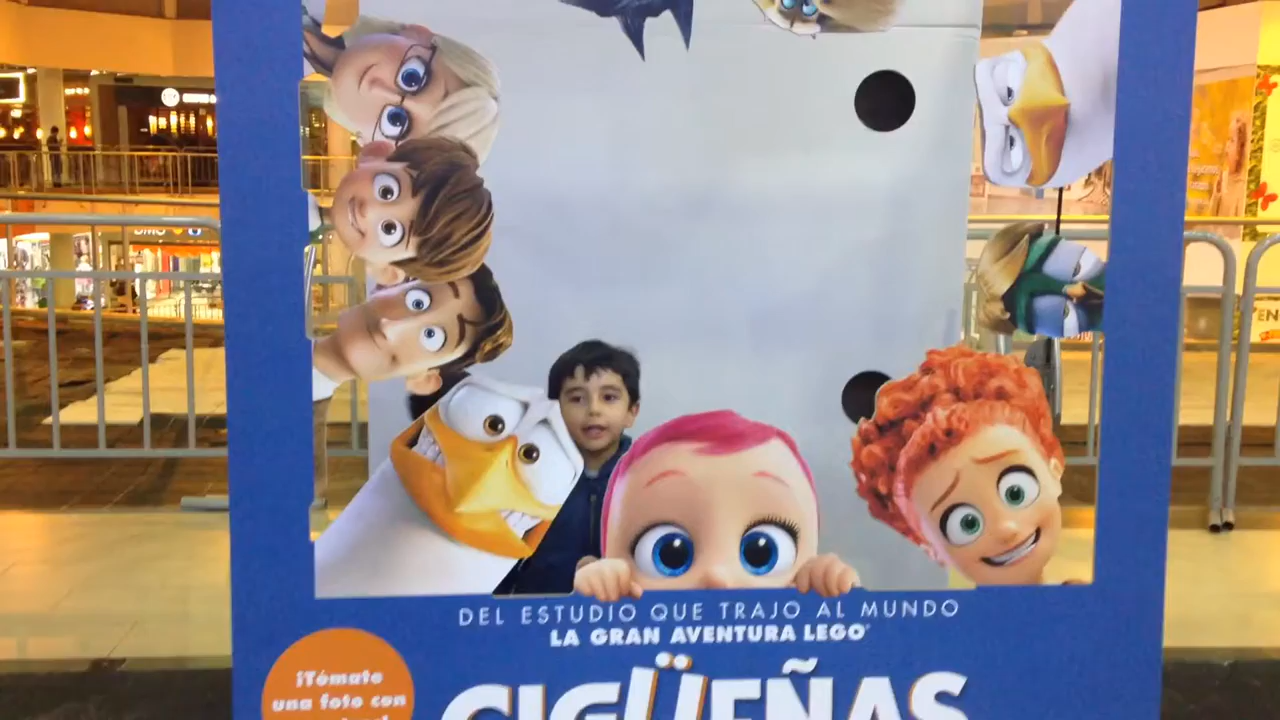 DEL ESTUDIO QUE TRAJO AL MUNDO
LA GRAN AVENTURA LEGO®
CIGÜEÑAS
¡Tómate
una foto con